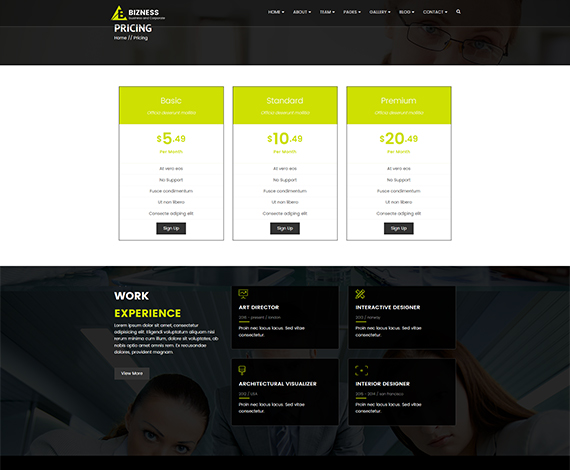 BIZNESS
business and Corporate
HOME ABOUT TEAM PAGES GALLERY BLOG CONTACT
PRICING
Home // Pricing
Basic
Officia deserunt mollitia
$5.49
Per Month
At vero eos
No Support
Fusce condimentum
Ut non libero
Consecte adiping elit
Sign Up
Standard
Officia deserunt mollitia
$10.49
Per Month
At vero eos
No Support
Fusce condimentum
Ut non libero
Consecte adiping elit
Sign Up
Premium
Officia deserunt mollitia
$20.49
Per Month
At vero eos
No Support
Fusce condimentum
Ut non libero
Consecte adiping elit
Sign Up
WORK
EXPERIENCE
Lorem ipsum dolor sit amet, consectetur
adipisicing elit. Eligendi voluptatum ducimus nisi
rerum minima cum illum, dolore sit voluptates, ab
nobis optio amet omnis rem. Ex recusandae
dolores, provident magnam
View More
ART DIRECTOR
2018 - present / london
Proin nec lacus lacus. Sed vitae
consectetur.
INTERACTIVE DESIGNER
Proin nec lacus lacus. Sed vitae
consectetur.
ARCHITECTURAL VISUALIZER
2012 / USA
Proin nec lacus lacus. Sed vitae
consectetur.
INTERIOR DESIGNER
/ san Francisco
Proin nec lacus lacus. Sed vitae
consectetur.